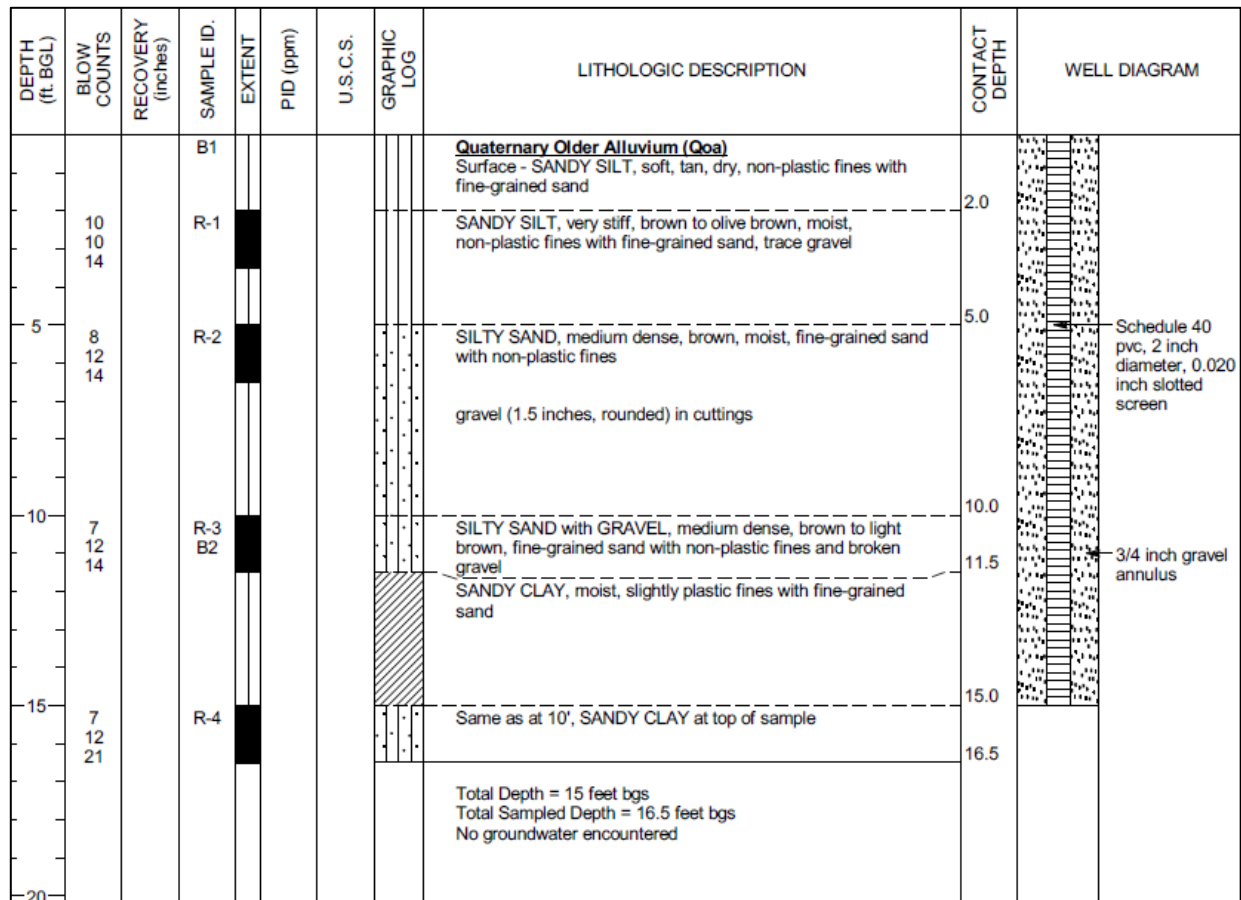 DEPTH
(ft. BGL)
BLOW
COUNTS
RECOVERY
(inches)
SAMPLE ID.
EXTENT
PID (ppm)
U.S.C.S.
GRAPHIC
LOG
LITHOLOGIC DESCRIPTION
CONTACT
DEPTH
WELL DIAGRAM
B1
Quaternary Older Alluvium (Qoa)
Surface - SANDY SILT, soft, tan, dry, non-plastic fines with
fine-grained sand
2.0
10
10
14
R-1
SANDY SILT, very stiff, brown to olive brown, moist,
non-plastic fines with fine-grained sand, trace gravel
5.0
5
8
12
14
R-2
SILTY SAND, medium dense, brown, moist, fine-grained sand
with non-plastic fines
Schedule 40
pvc, 2 inch
diameter, 0.020
inch slotted
screen
gravel (1.5 inches, rounded) in cuttings
10.0
10
7
12
14
R-3
B2
SILTY SAND with GRAVEL, medium dense, brown to light
brown, fine-grained sand with non-plastic fines and broken
gravel
11.5
3/4 inch gravel
annulus
SANDY CLAY, moist, slightly plastic fines with fine-grained
sand
15.0
15
7
12
21
R-4
Same as at 10', SANDY CLAY at top of sample
16.5
Total Depth = 15 feet bgs
Total Sampled Depth = 16.5 feet bgs
No groundwater encountered
20